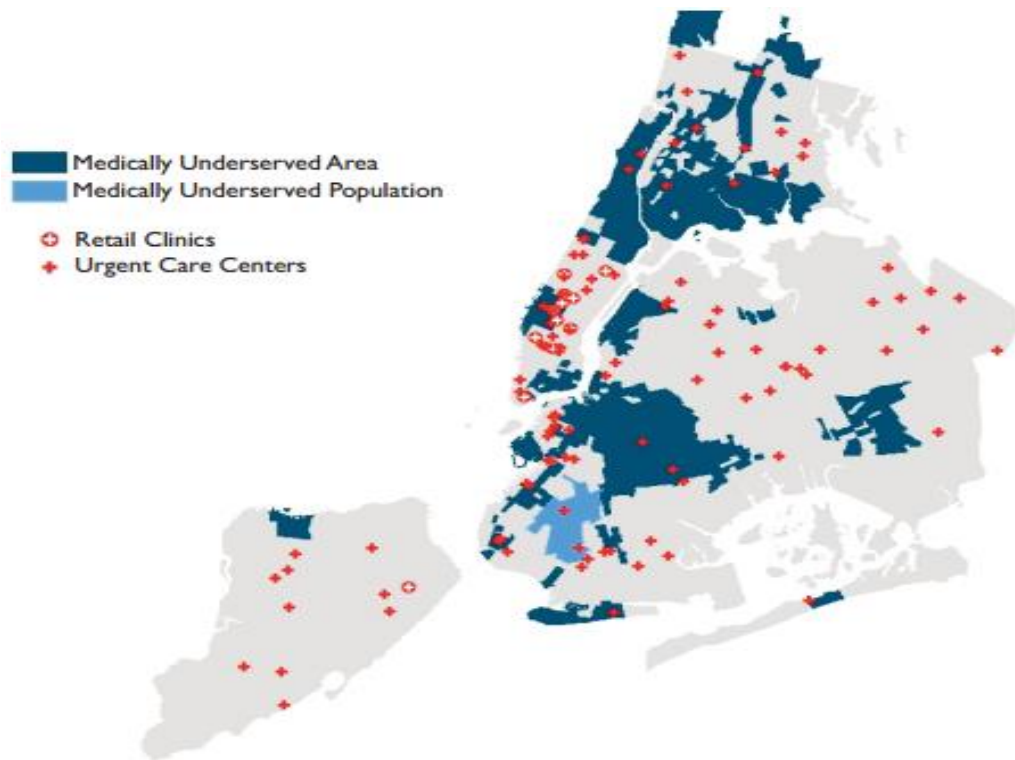 Medically Underserved Area
Medically Underserved Population
Retail Clinics
Urgent Care Centers